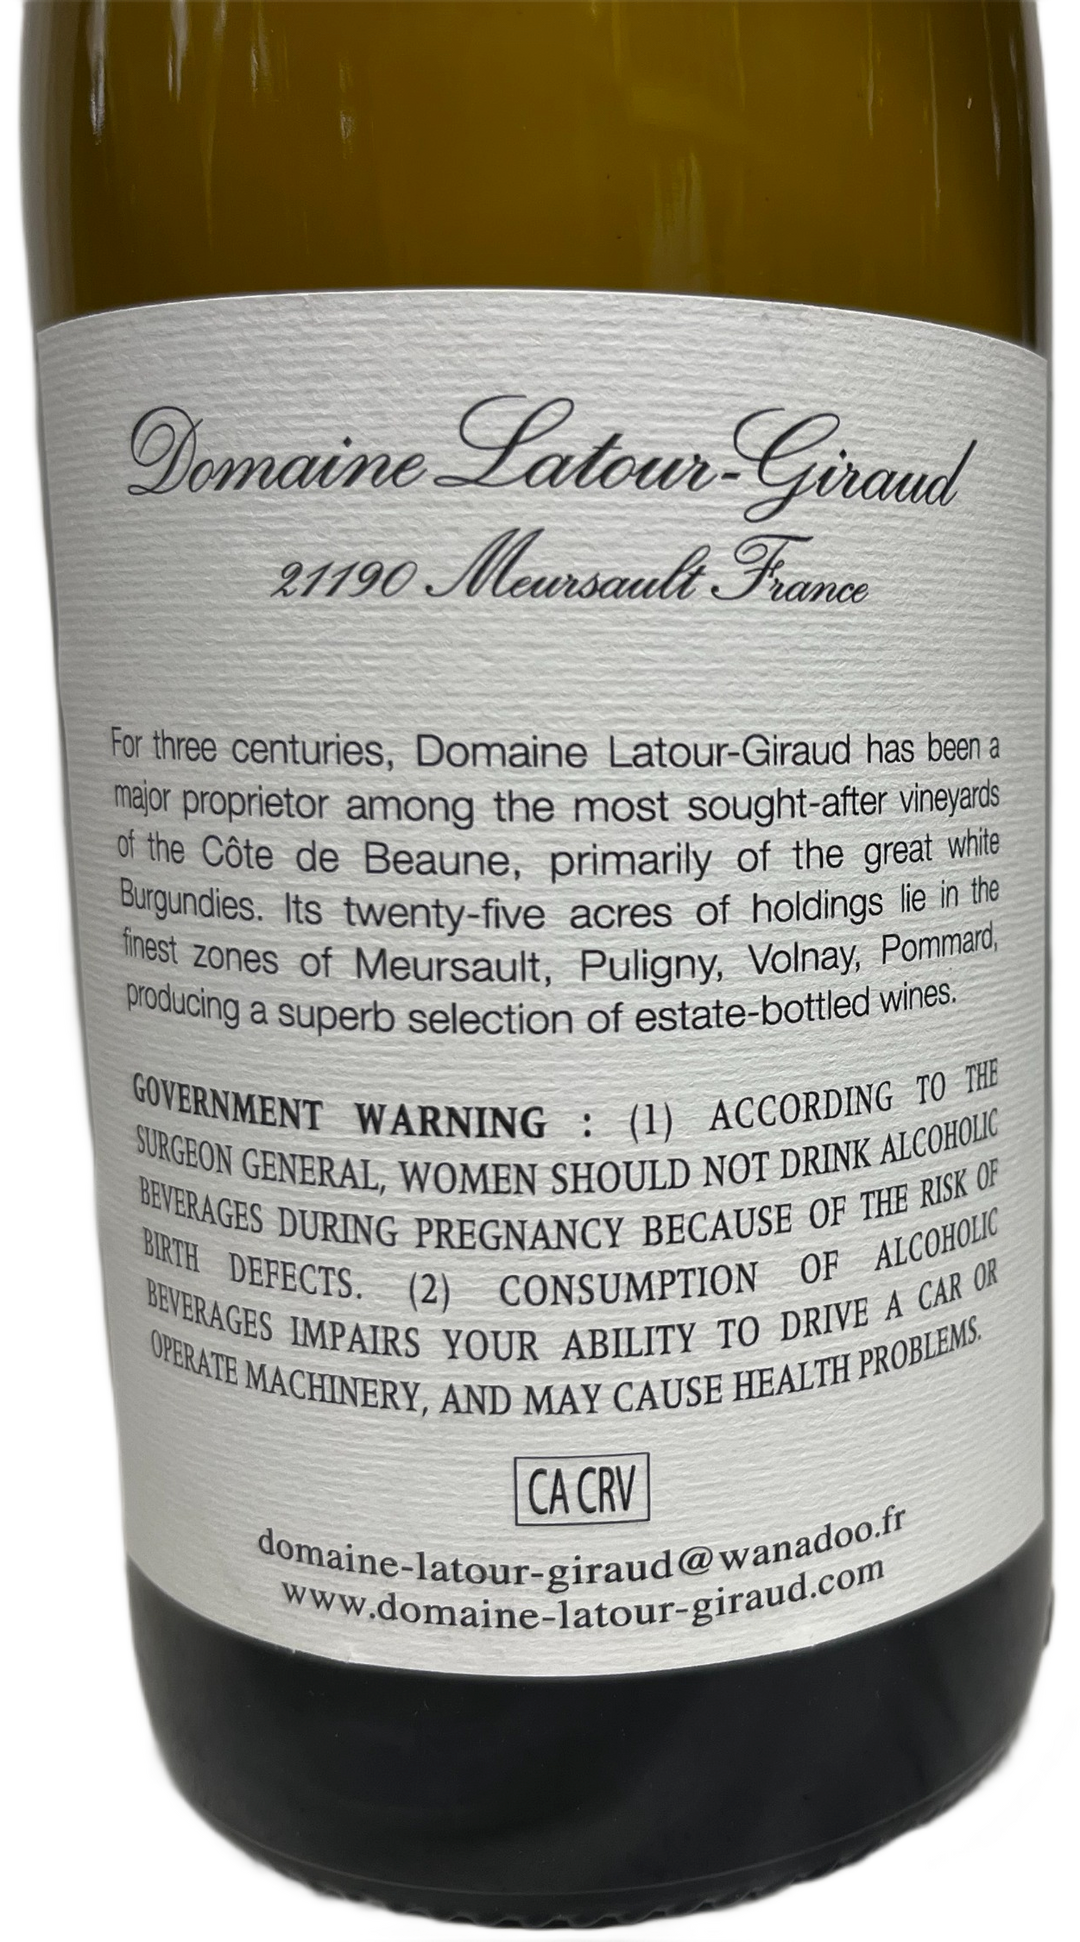 Domaine Latour-Giraud
21190 Meursault France
For three centuries, Domaine Latour-Giraud has been a
major proprietor among the most sought-after vineyards
of the Côte de Beaune, primarily of the great white
Burgundies. Its twenty-five acres of holdings lie in the
finest zones of Meursault, Puligny, Volnay, Pommard,
producing a superb selection of estate-bottled wines.
GOVERNMENT WARNING : (1) ACCORDING TO THE
SURGEON GENERAL, WOMEN SHOULD NOT DRINK ALCOHOLIC
BEVERAGES DURING PREGNANCY BECAUSE OF THE RISK OF
BIRTH DEFECTS. (2) CONSUMPTION OF ALCOHOLIC
BEVERAGES IMPAIRS YOUR ABILITY TO DRIVE A CAR OR
OPERATE MACHINERY, AND MAY CAUSE HEALTH PROBLEMS.
CA CRV
domaine-latour-giraud@wanadoo.fr
www.domaine-latour-giraud.com